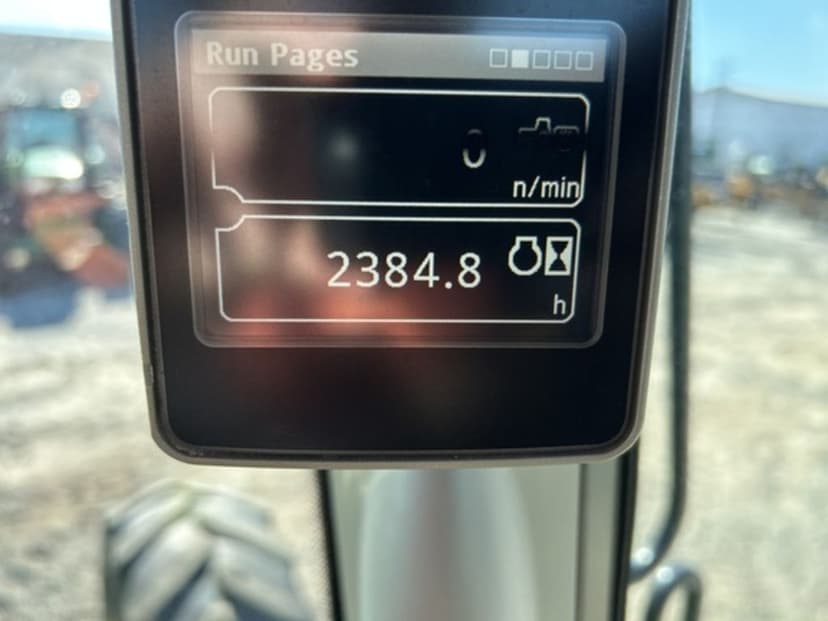 Run Pages
0
n/min
2384.8
h